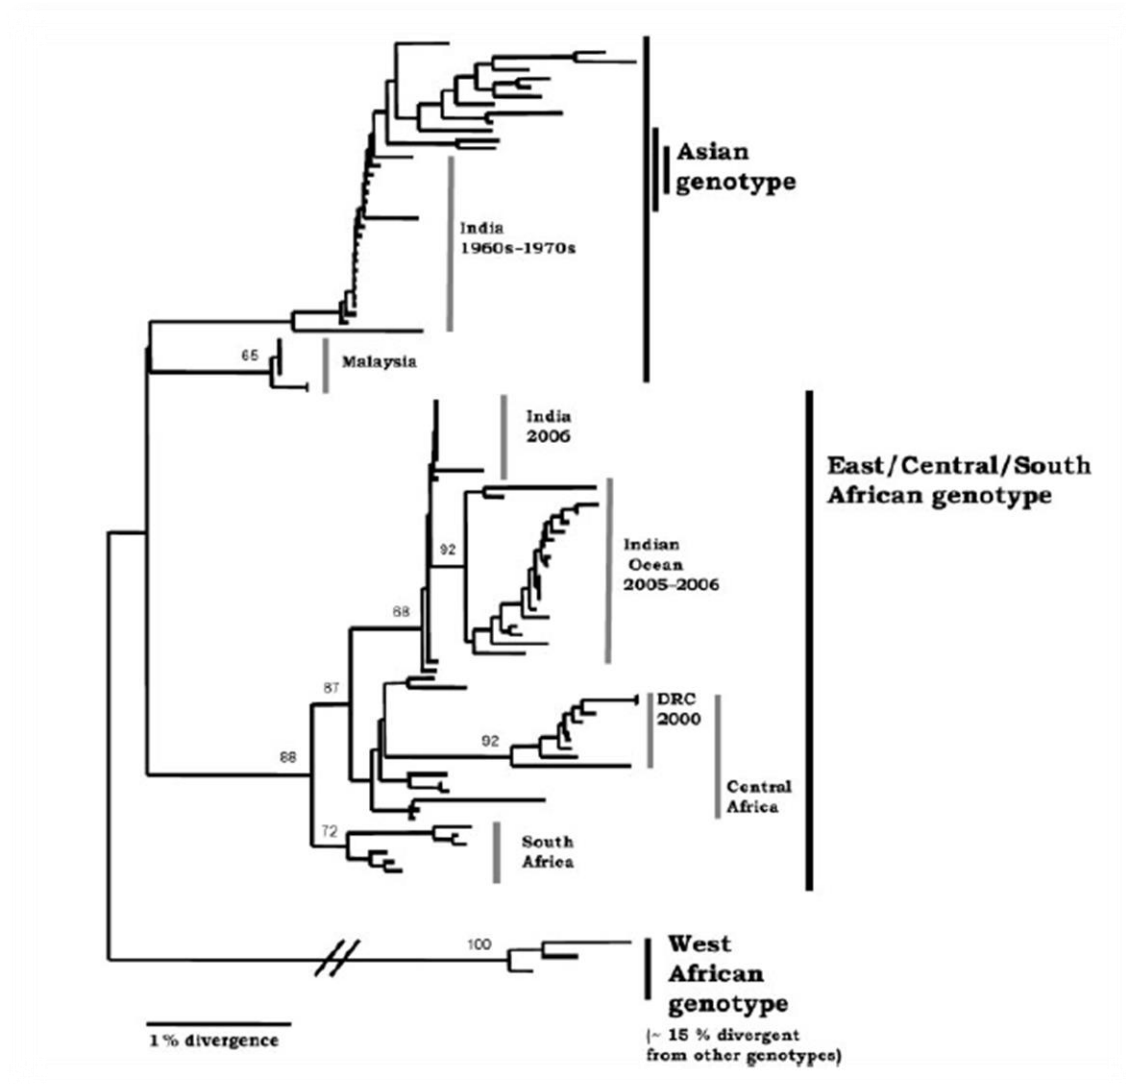 Asian
genotype
India
1960s-1970s
65
Malaysia
India
2006
East/Central/South
African genotype
92
Indian
Ocean
2005-2006
68
87
DRC
2000
92
88
Central
Africa
72
South
Africa
100
West
African
genotype
(~ 15 % divergent
from other genotypes)
1% divergence